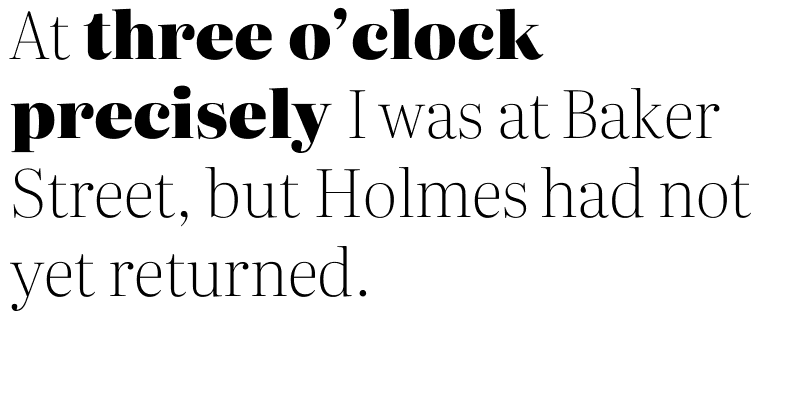 At three o’clock
precisely I was at Baker
Street, but Holmes had not
yet returned.